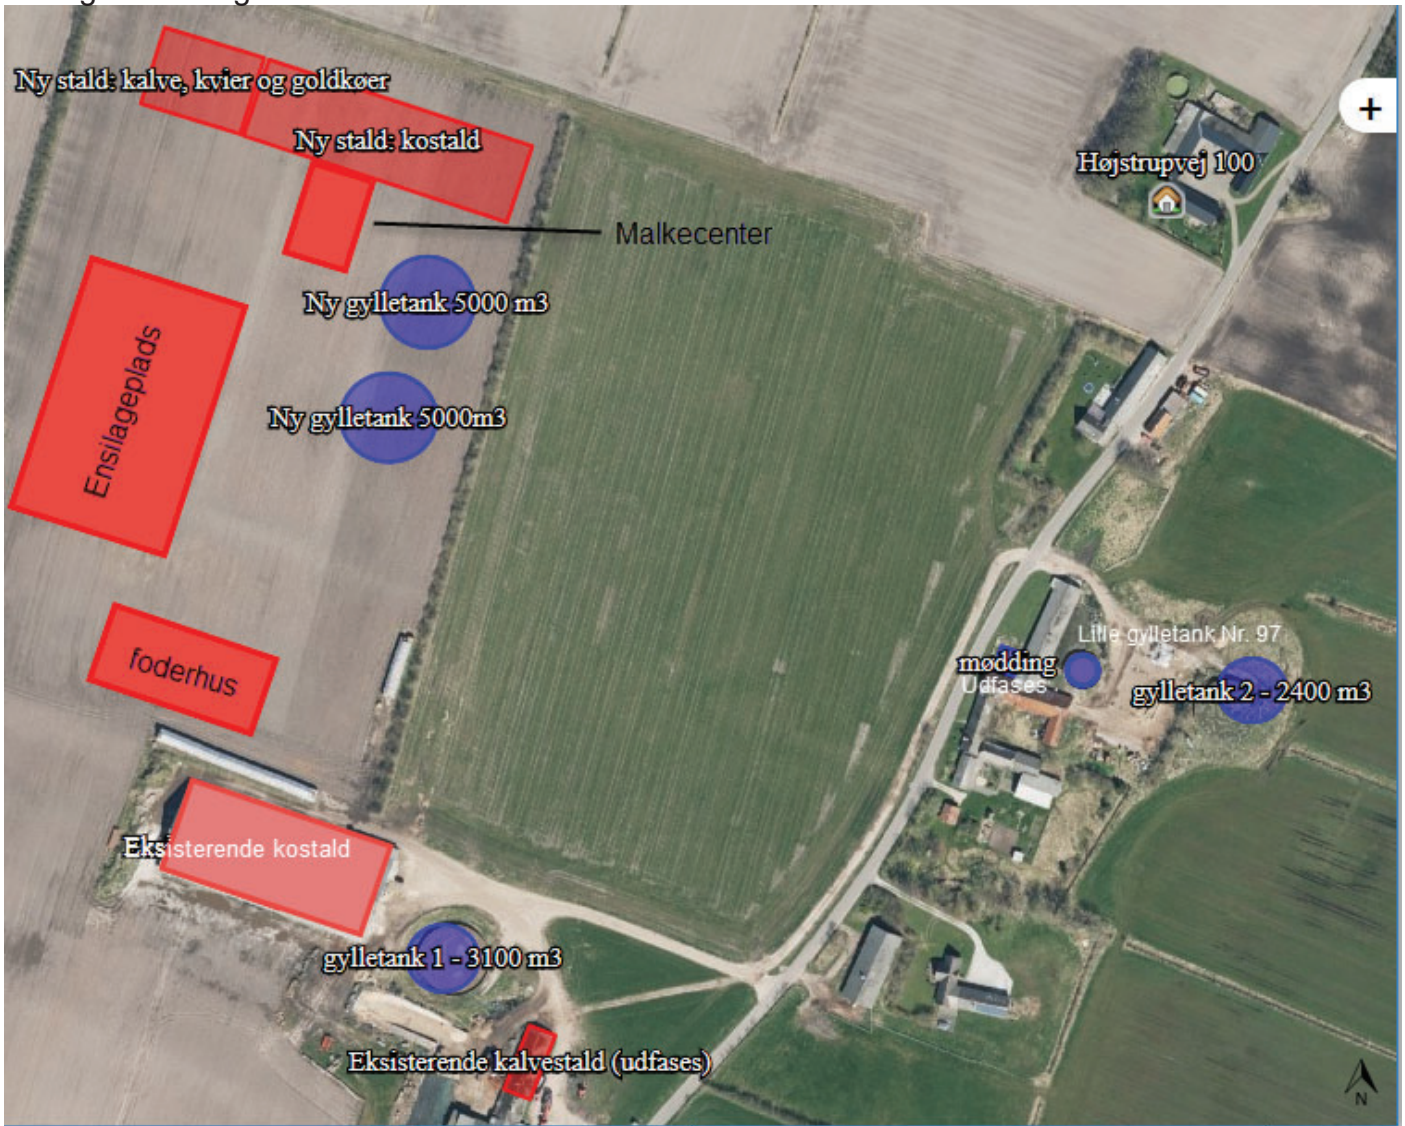 Ny stald: kalve, kvier og goldkøer
Ny stald: kostald
Højstrupvej 100
+
Malkecenter
Ny gylletank 5000 m3
Ny gylletank 5000m3
Ensilageplads
foderhus
Lille gylletank Nr. 97
mødding
Udfases
gylletank 2 - 2400 m3
Eksisterende kostald
gylletank 1 - 3100 m3
Eksisterende kalvestald (udfases)
N